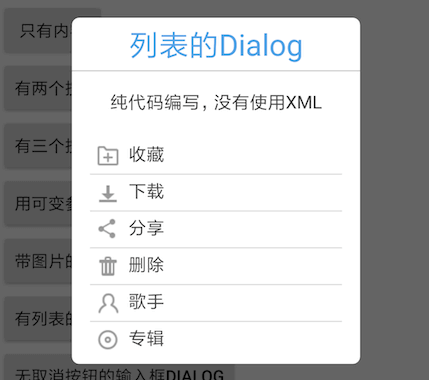 列表的Dialog
纯代码编写，没有使用XML
收藏
下载
分享
删除
歌手
专辑
只有内
有两个
有三个
用可变
带图片的
有列表的
无取消按钮的输入框DIALOG